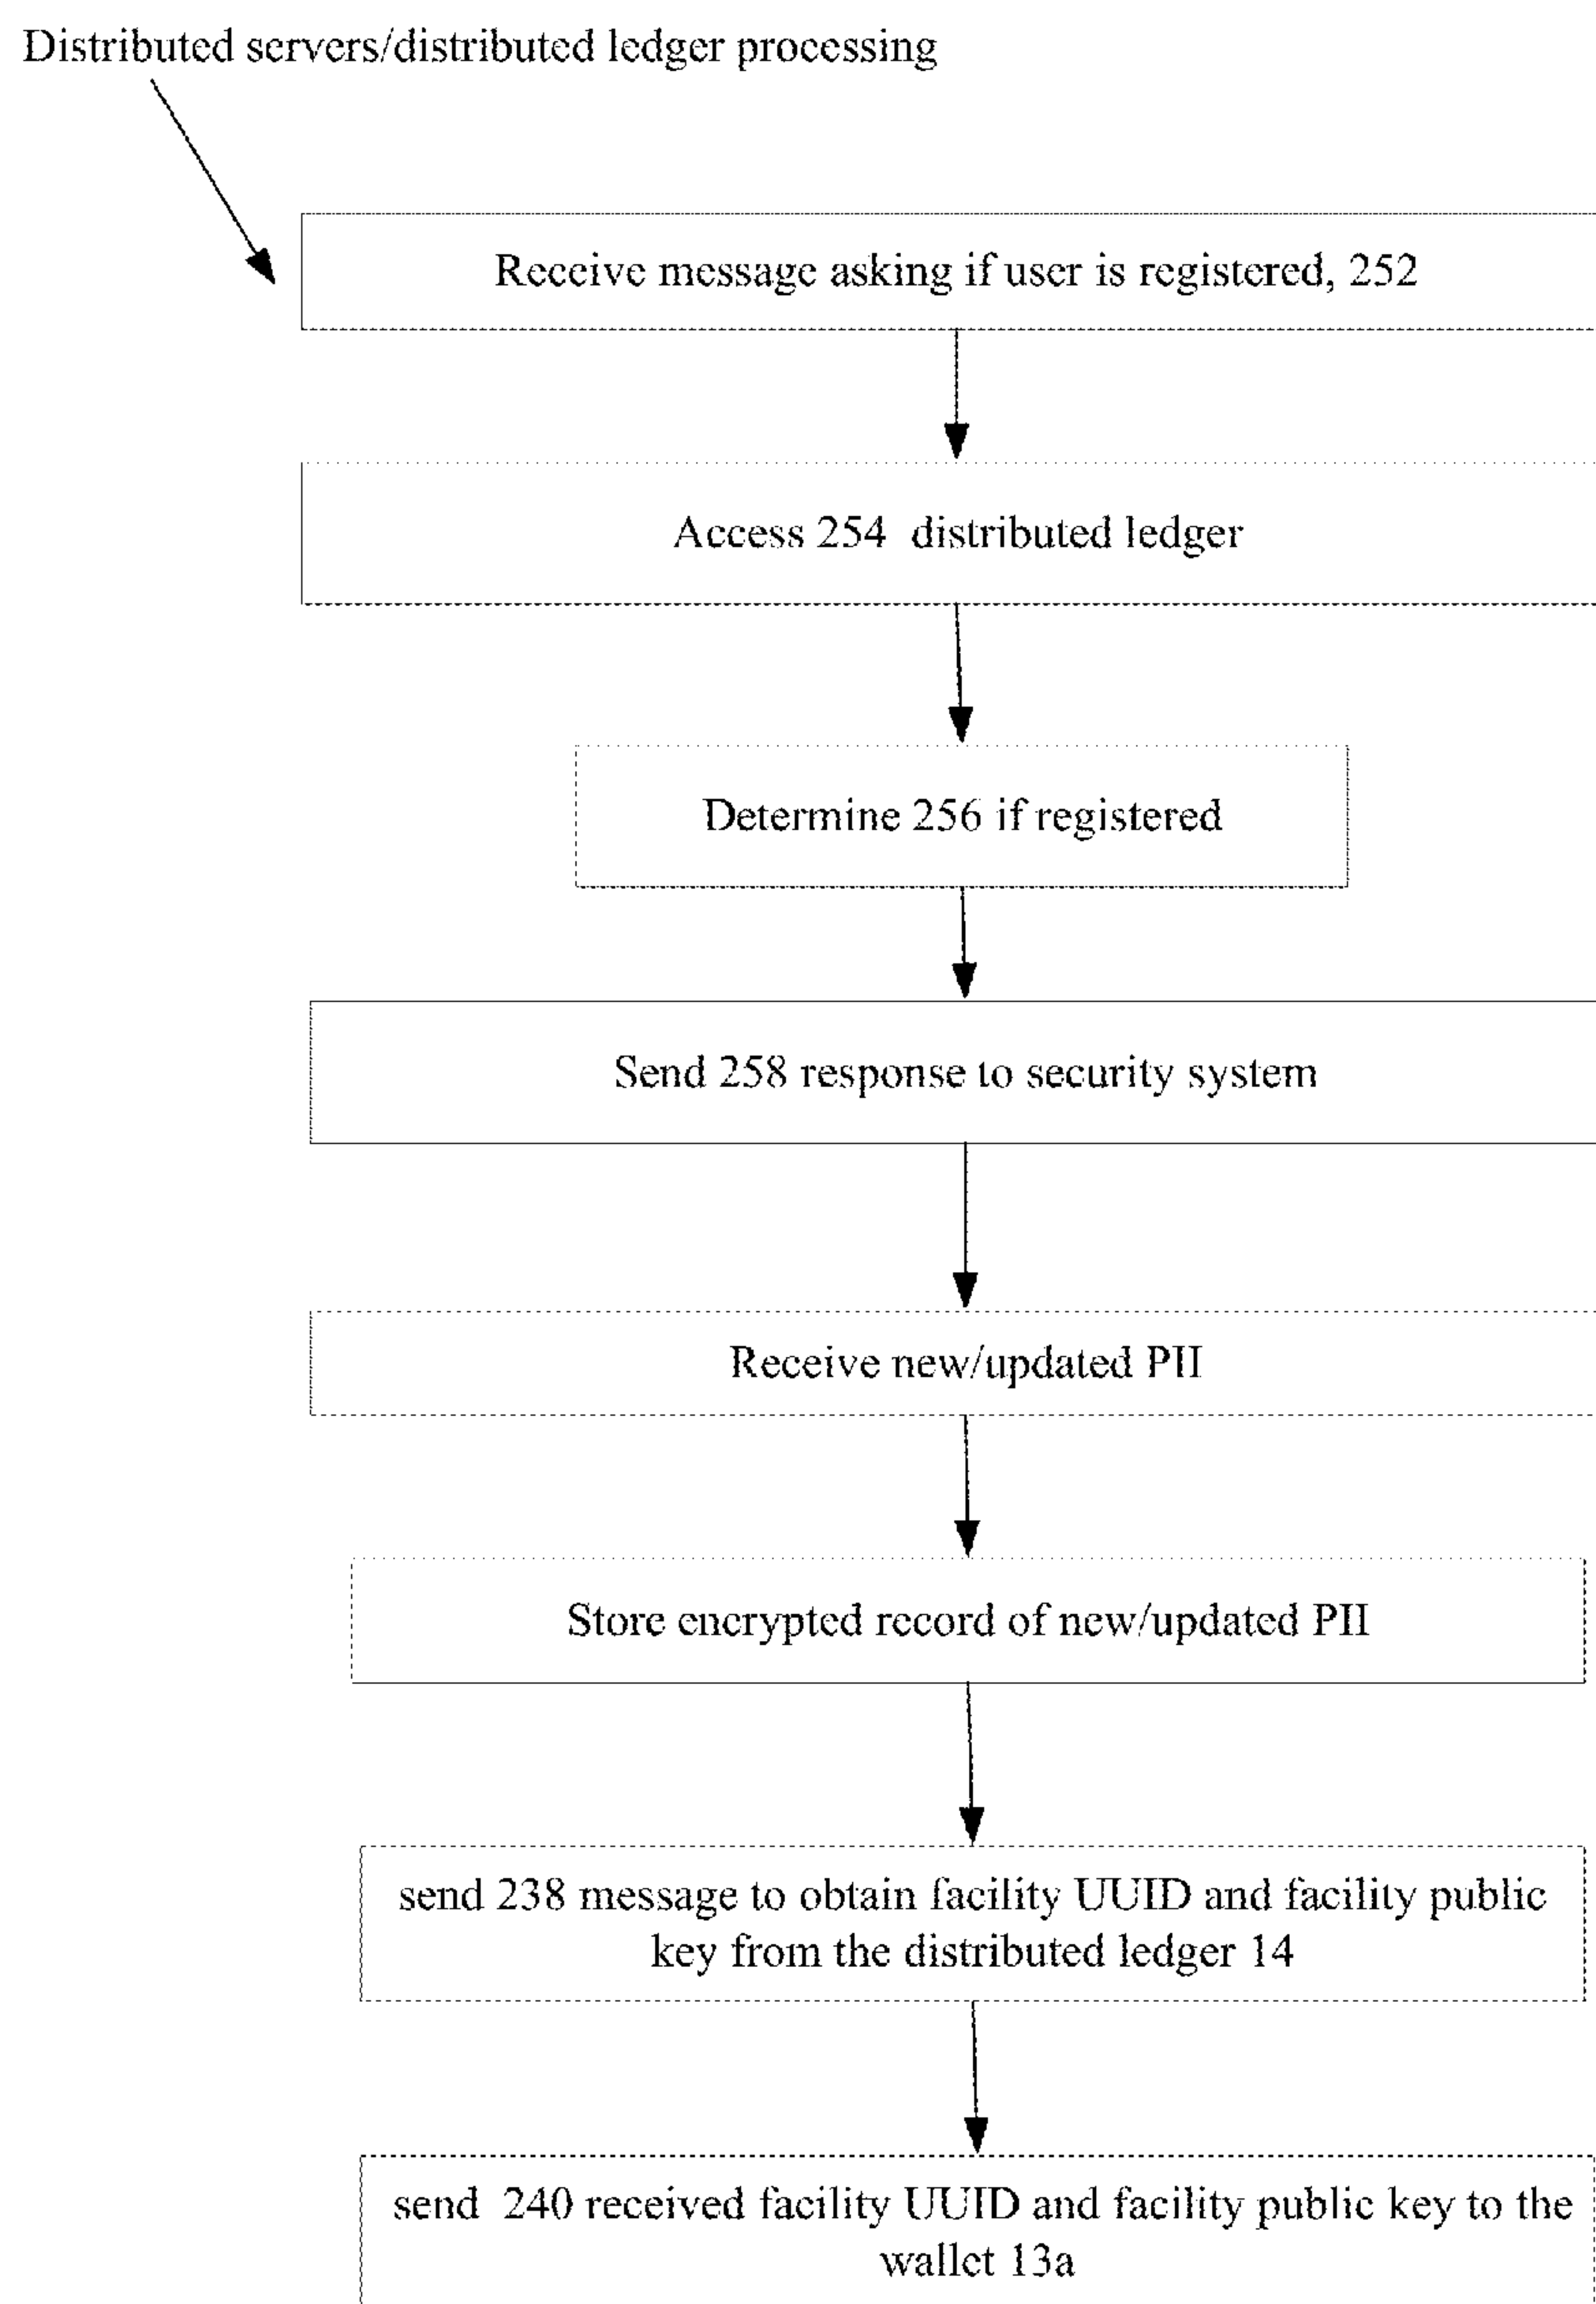 Distributed servers/distributed ledger processing
Receive message asking if user is registered, 252
Access 254 distributed ledger
Determine 256 if registered
Send 258 response to security system
Receive new/updated PII
Store encrypted record of new/updated PII
send 238 message to obtain facility UUID and facility public
key from the distributed ledger 14
send 240 received facility UUID and facility public key to the
wallet 13a